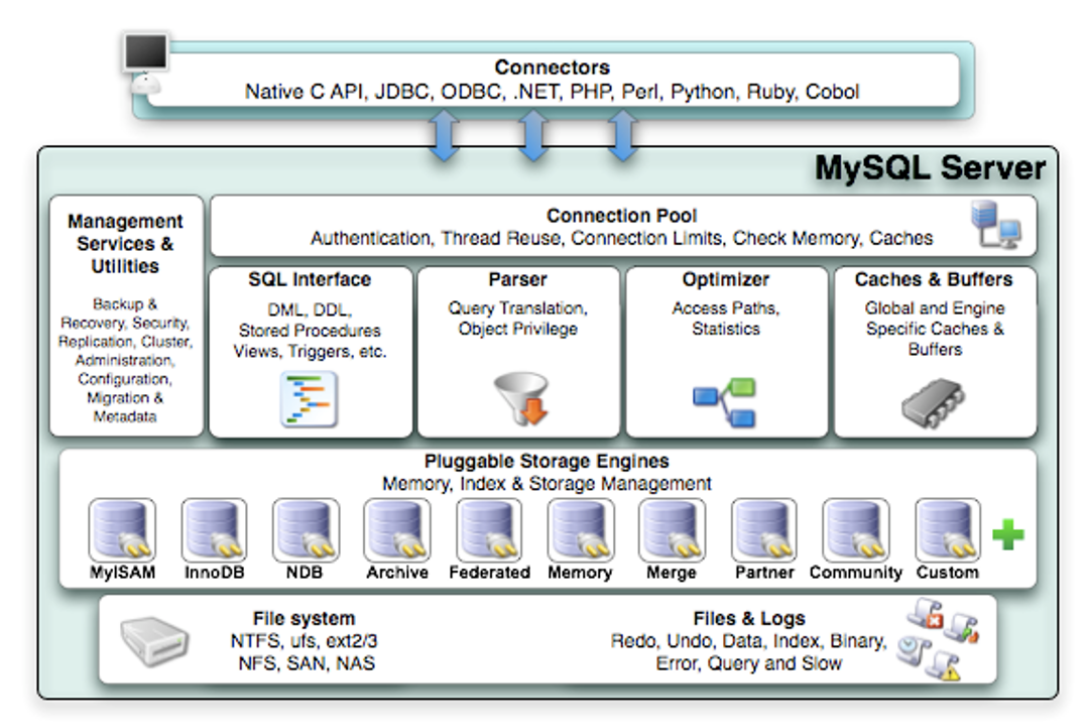 Connectors
Native C API, JDBC, ODBC, .NET, PHP, Perl, Python, Ruby, Cobol
MySQL Server
Management
Services &
Utilities
Backup &
Recovery, Security,
Replication, Cluster,
Administration,
Configuration,
Migration &
Metadata
Connection Pool
Authentication, Thread Reuse, Connection Limits, Check Memory, Caches
SQL Interface
DML, DDL,
Stored Procedures
Views, Triggers, etc.
Parser
Query Translation,
Object Privilege
Optimizer
Access Paths,
Statistics
Caches & Buffers
Global and Engine
Specific Caches &
Buffers
Pluggable Storage Engines
Memory, Index & Storage Management
MyISAM
InnoDB
NDB
Archive
Federated
Memory
Merge
Partner
Community
Custom
File system
NTFS, ufs, ext2/3
NFS, SAN, NAS
Files & Logs
Redo, Undo, Data, Index, Binary,
Error, Query and Slow